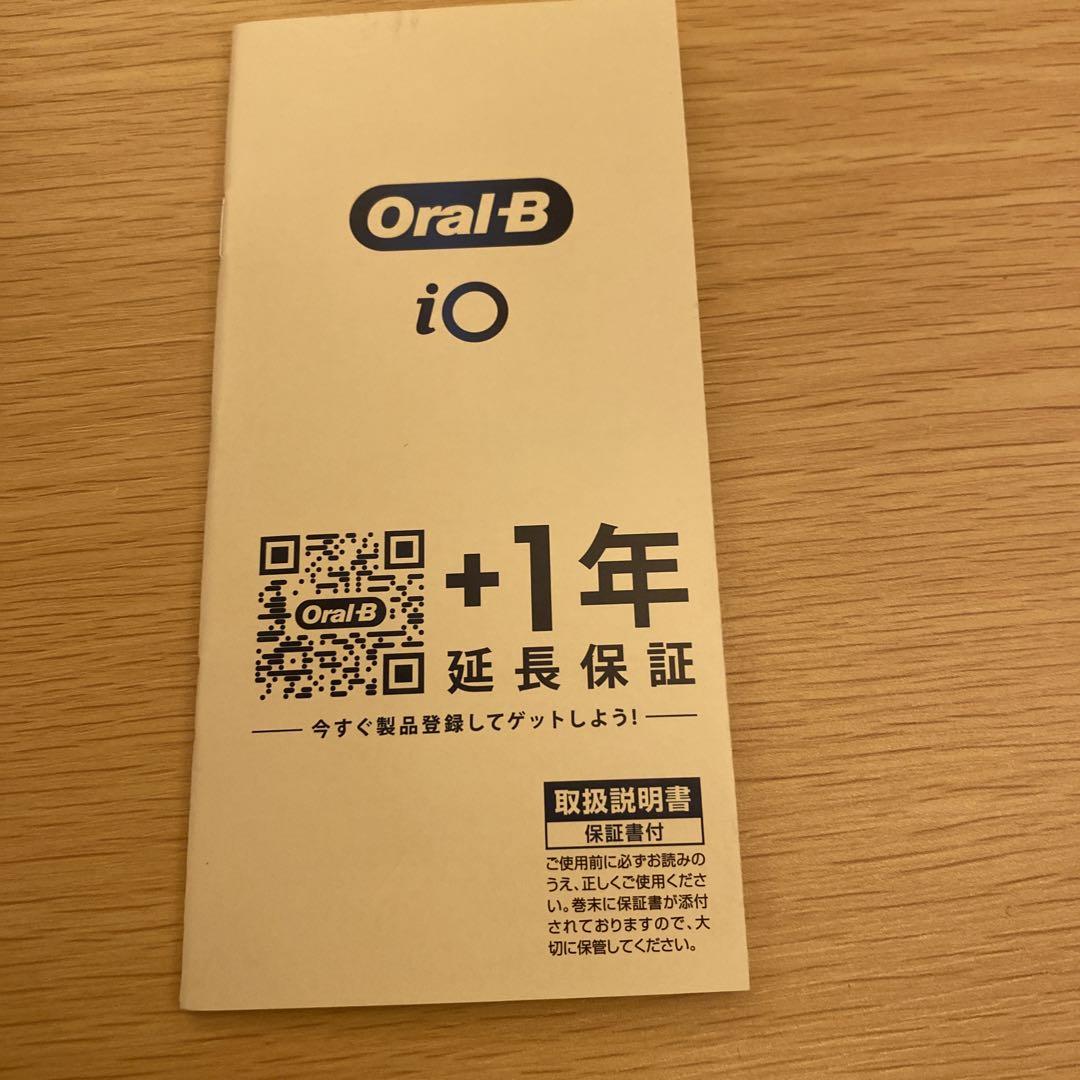 Oral-B
iO
Oral-B
+1年
延長保証
今すぐ製品登録してゲットしよう!
取扱説明書
保証書付
ご使用前に必ずお読みの
うえ、正しくご使用くださ
い。巻末に保証書が添付
されておりますので、大
切に保管してください。